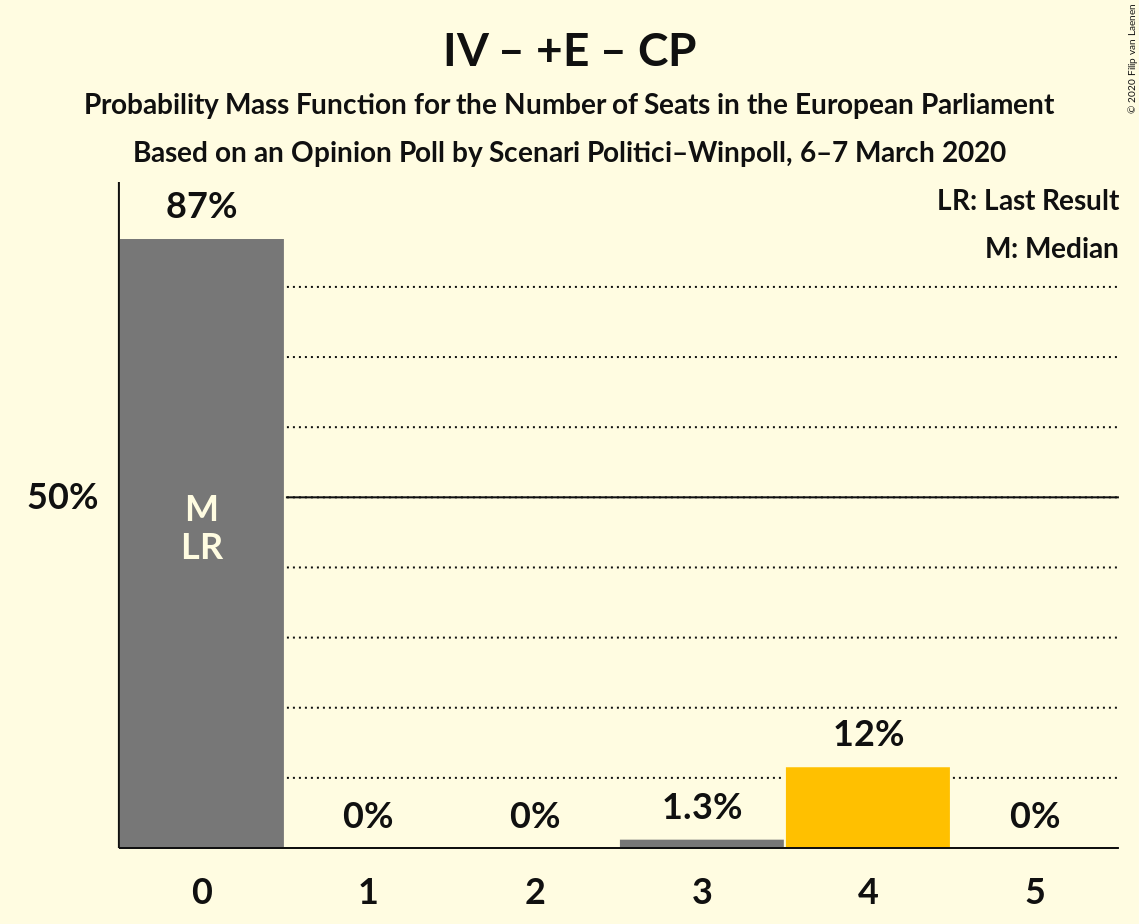 IV – +E – CP
Probability Mass Function for the Number of Seats in the European Parliament
Based on an Opinion Poll by Scenari Politici–Winpoll, 6–7 March 2020
© 2020 Filip van Laenen
LR: Last Result
M: Median
87%
50%
M
LR
0%
0%
1.3%
12%
0%
0
1
2
3
4
5